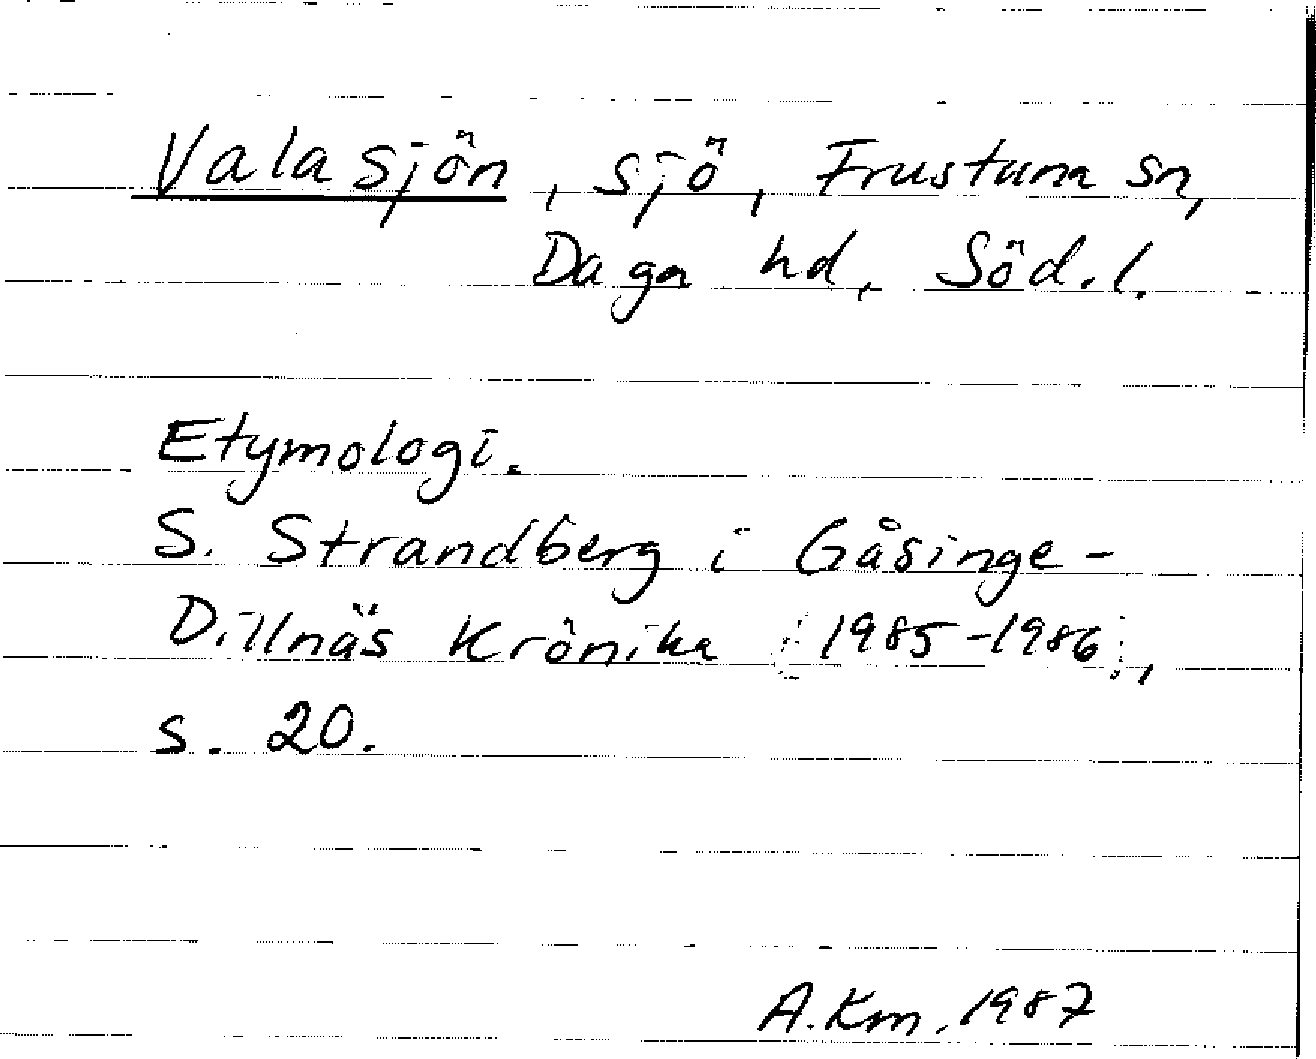 Valasjön, sjö, Frustuna sn,
Daga hd, Söd.l.
Etymologi.
S. Strandberg i Gåsinge-
Dillnäs Krönika (1985-1986),
s. 20.
A.Km. 1987